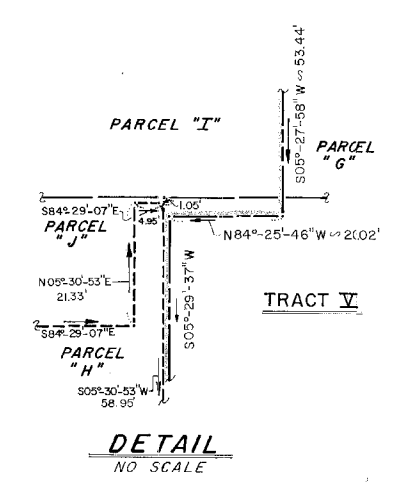 S05°-27'-58"W ∽ 53.44'
PARCEL "I"
PARCEL
"G"
1.05'
S84°-29'-07"E
4.95'
PARCEL
"J"
N84°-25'-46"W ∽ 20.02'
N05°-30'-53"E
21.33'
S05°-29'-37"W
TRACT V
S84°-29'-07"E
PARCEL
"H"
S05°-30'-53"W
58.95'
DETAIL
NO SCALE